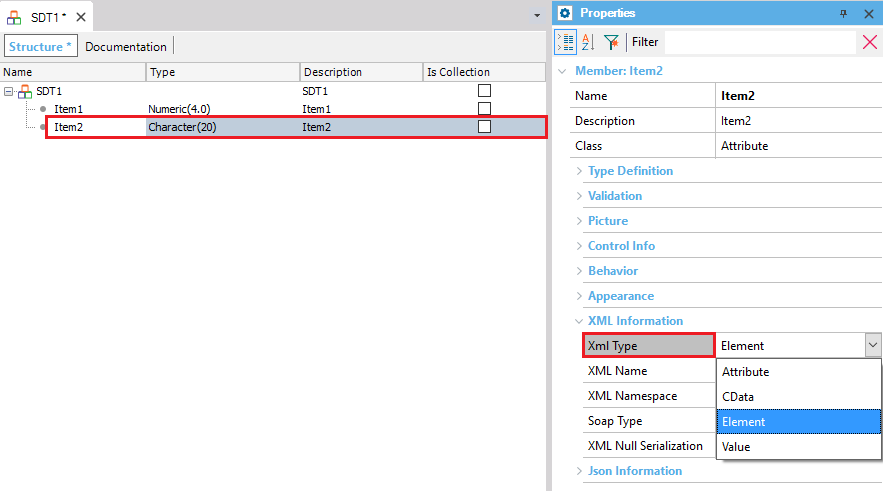 SDT1 *
Structure * Documentation
Name Type Description Is Collection
SDT1 SDT1
Item1 Numeric(4.0) Item1
Item2 Character(20) Item2
Properties
Filter
Member: Item2
Name Item2
Description Item2
Class Attribute
Type Definition
Validation
Picture
Control Info
Behavior
Appearance
XML Information
Xml Type Element
XML Name Attribute
XML Namespace CData
Soap Type Element
XML Null Serialization Value
Json Information